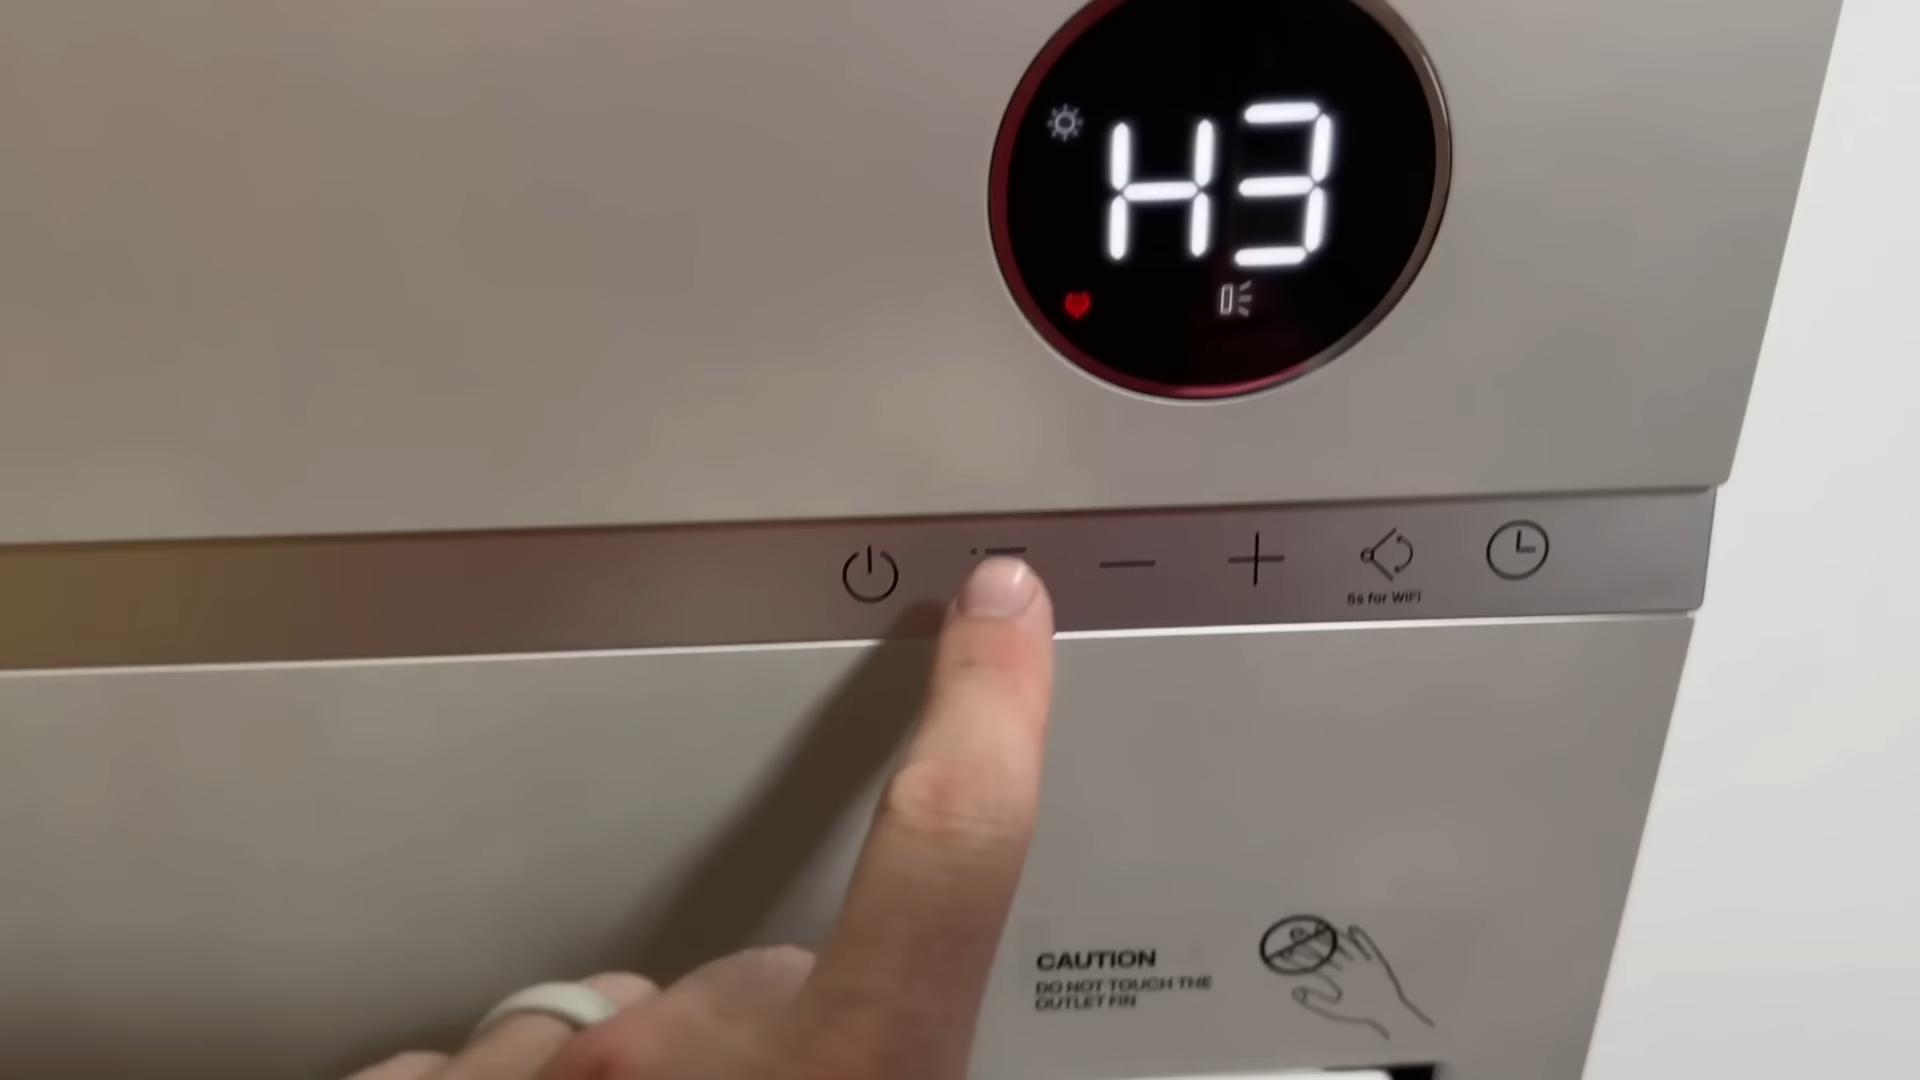 H3
5s for WiFi
CAUTION
DO NOT TOUCH THE
OUTLET FIN